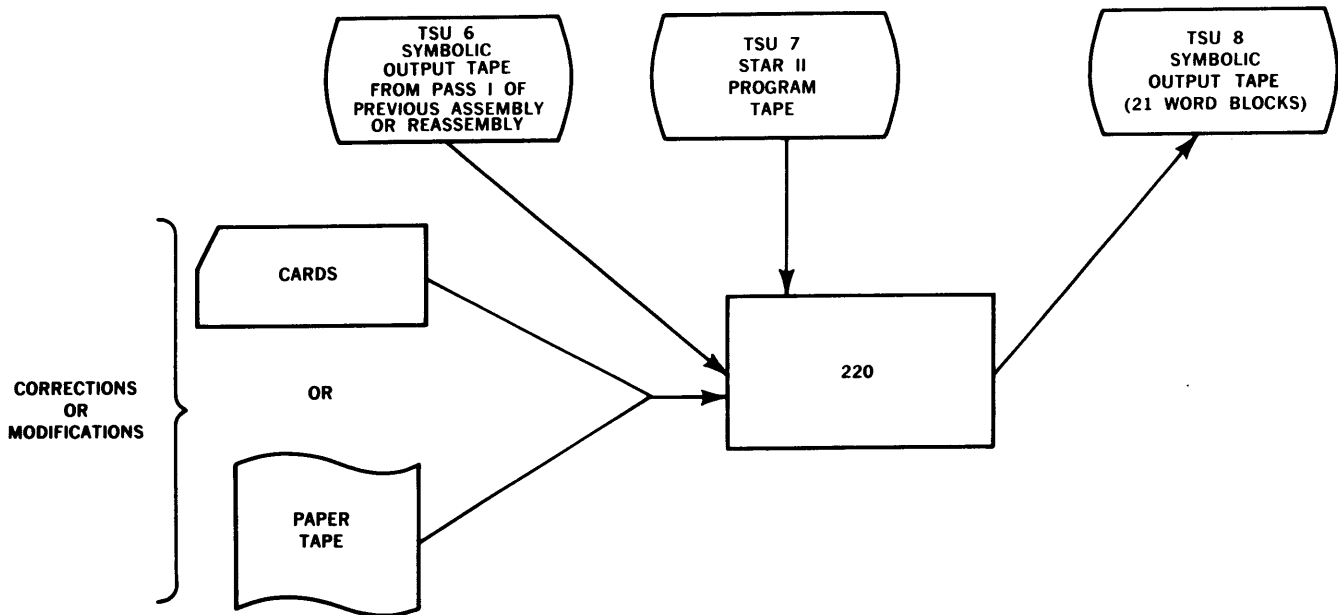 TSU 6
SYMBOLIC
OUTPUT TAPE
FROM PASS I OF
PREVIOUS ASSEMBLY
OR REASSEMBLY
TSU 7
STAR II
PROGRAM
TAPE
TSU 8
SYMBOLIC
OUTPUT TAPE
(21 WORD BLOCKS)
CARDS
CORRECTIONS
OR
MODIFICATIONS
OR
220
PAPER
TAPE